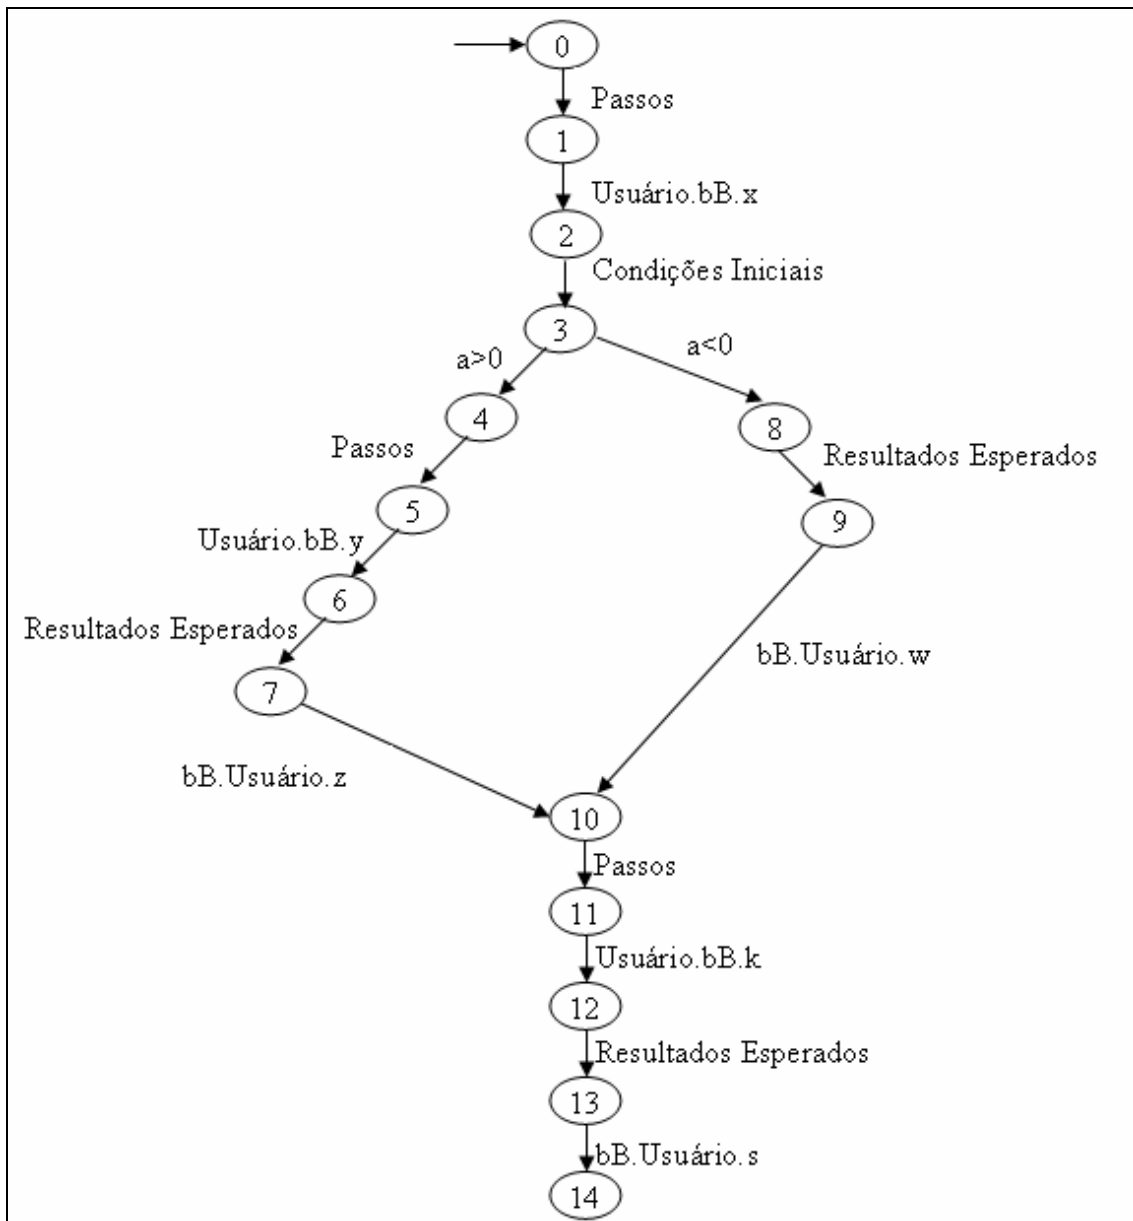 0
Passos
1
Usuário.bB.x
2
Condições Iniciais
3
a>0
a<0
4
8
Passos
Resultados Esperados
5
9
Usuário.bB.y
6
Resultados Esperados
bB.Usuário.w
7
bB.Usuário.z
10
Passos
11
Usuário.bB.k
12
Resultados Esperados
13
bB.Usuário.s
14